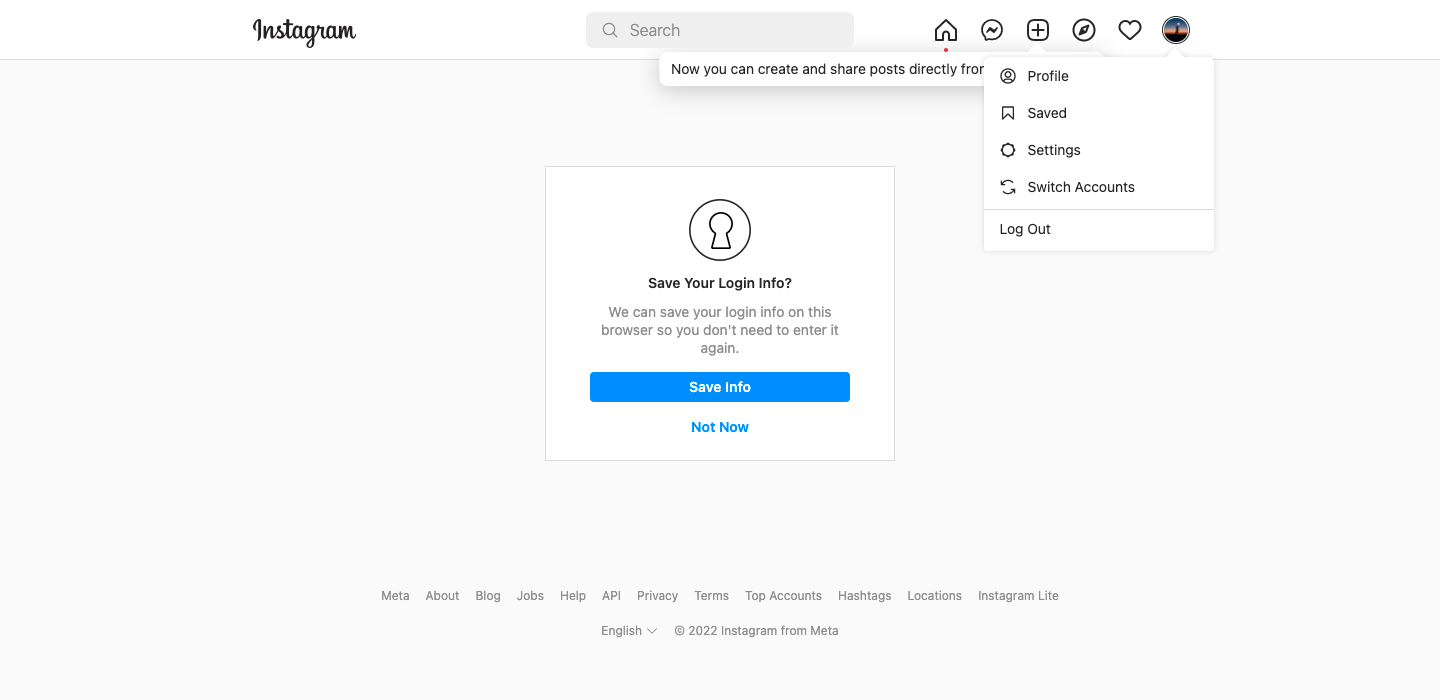 Instagram
Search
Now you can create and share posts directly from
Profile
Saved
Settings
Switch Accounts
Log Out
Save Your Login Info?
We can save your login info on this
browser so you don't need to enter it
again.
Save Info
Not Now
Meta About Blog Jobs Help API Privacy Terms Top Accounts Hashtags Locations Instagram Lite
English © 2022 Instagram from Meta